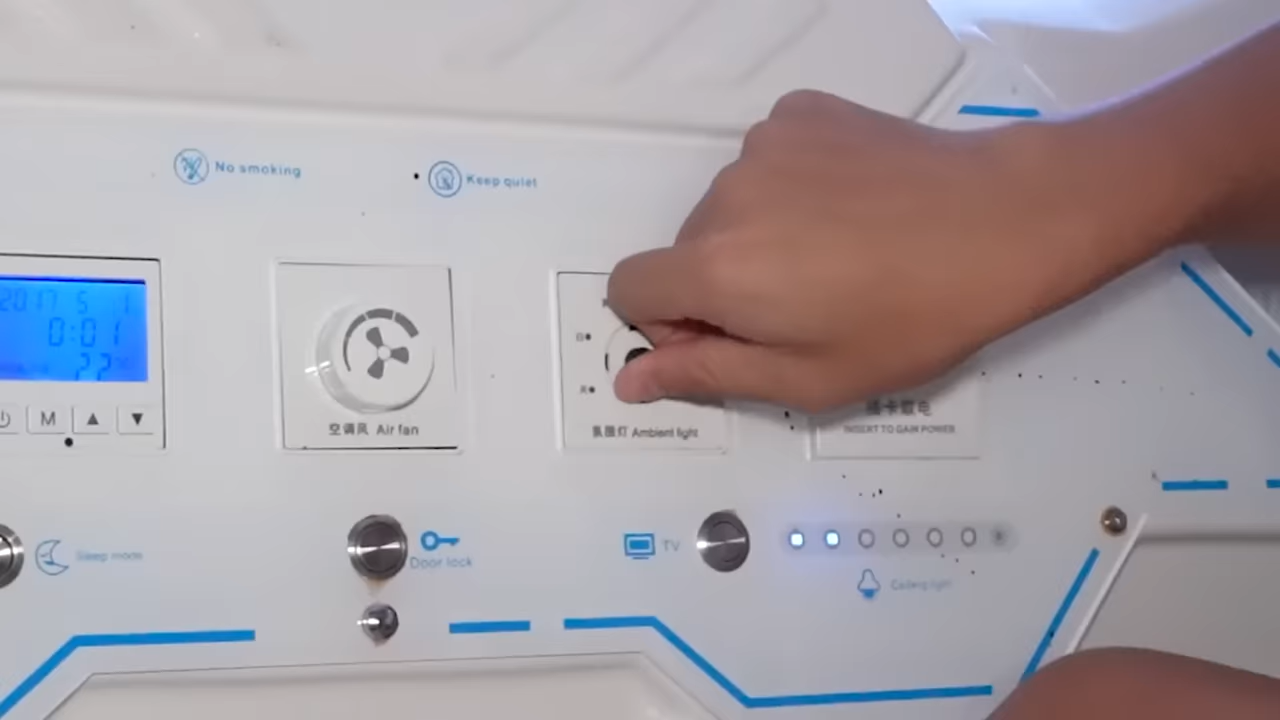 No smoking
Keep quiet
2017 5 1
0:01
22
M ▲ ▼
空调风 Air fan
氛围灯 Ambient light
插卡取电
INSERT TO GAIN POWER
Sleep mode
Door lock
TV
Ceiling light